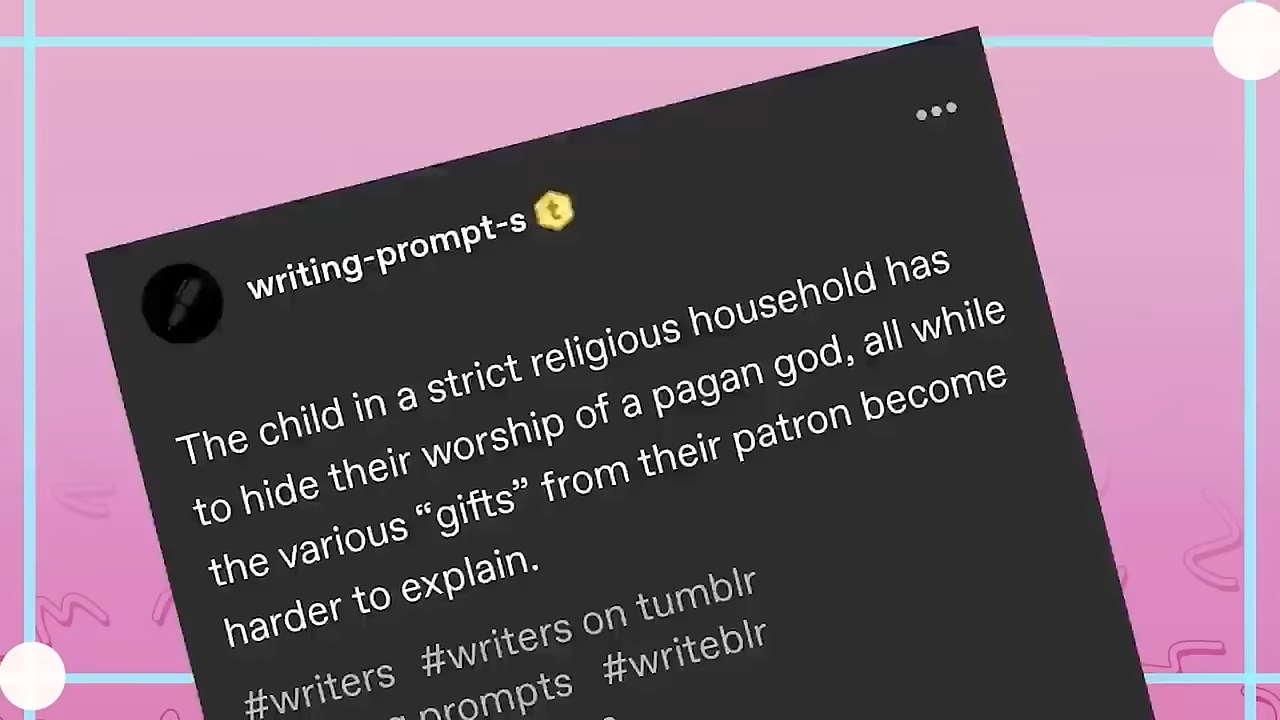 writing-prompt-s
The child in a strict religious household has
to hide their worship of a pagan god, all while
the various “gifts” from their patron become
harder to explain.
#writers #writers on tumblr
prompts #writeblr